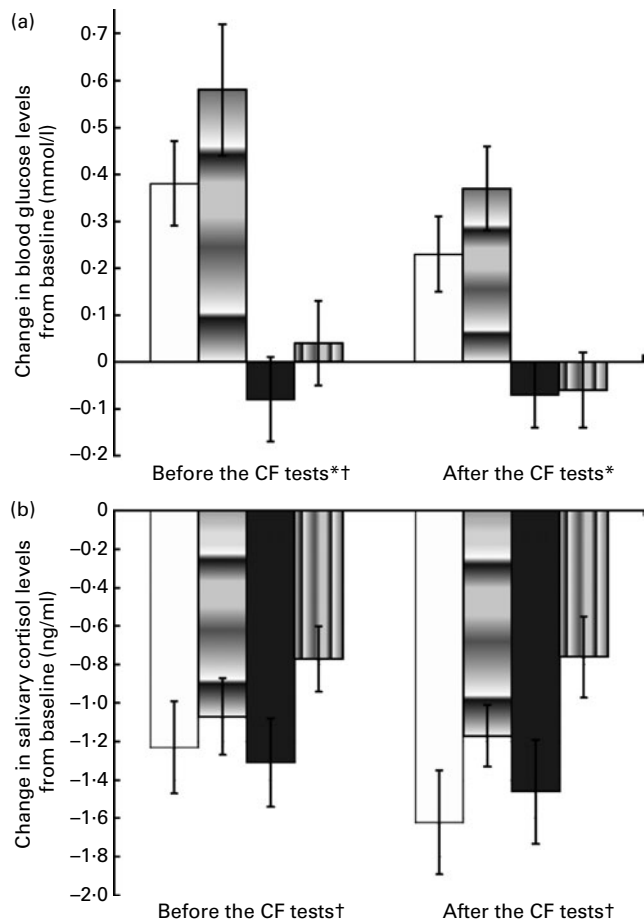 (a)
Change in blood glucose levels
from baseline (mmol/l)
0·7
0·6
0·5
0·4
0·3
0·2
0·1
0
–0·1
–0·2
Before the CF tests*†
After the CF tests*
(b)
Change in salivary cortisol levels
from baseline (ng/ml)
0
–0·2
–0·4
–0·6
–0·8
–1·0
–1·2
–1·4
–1·6
–1·8
–2·0
Before the CF tests†
After the CF tests†